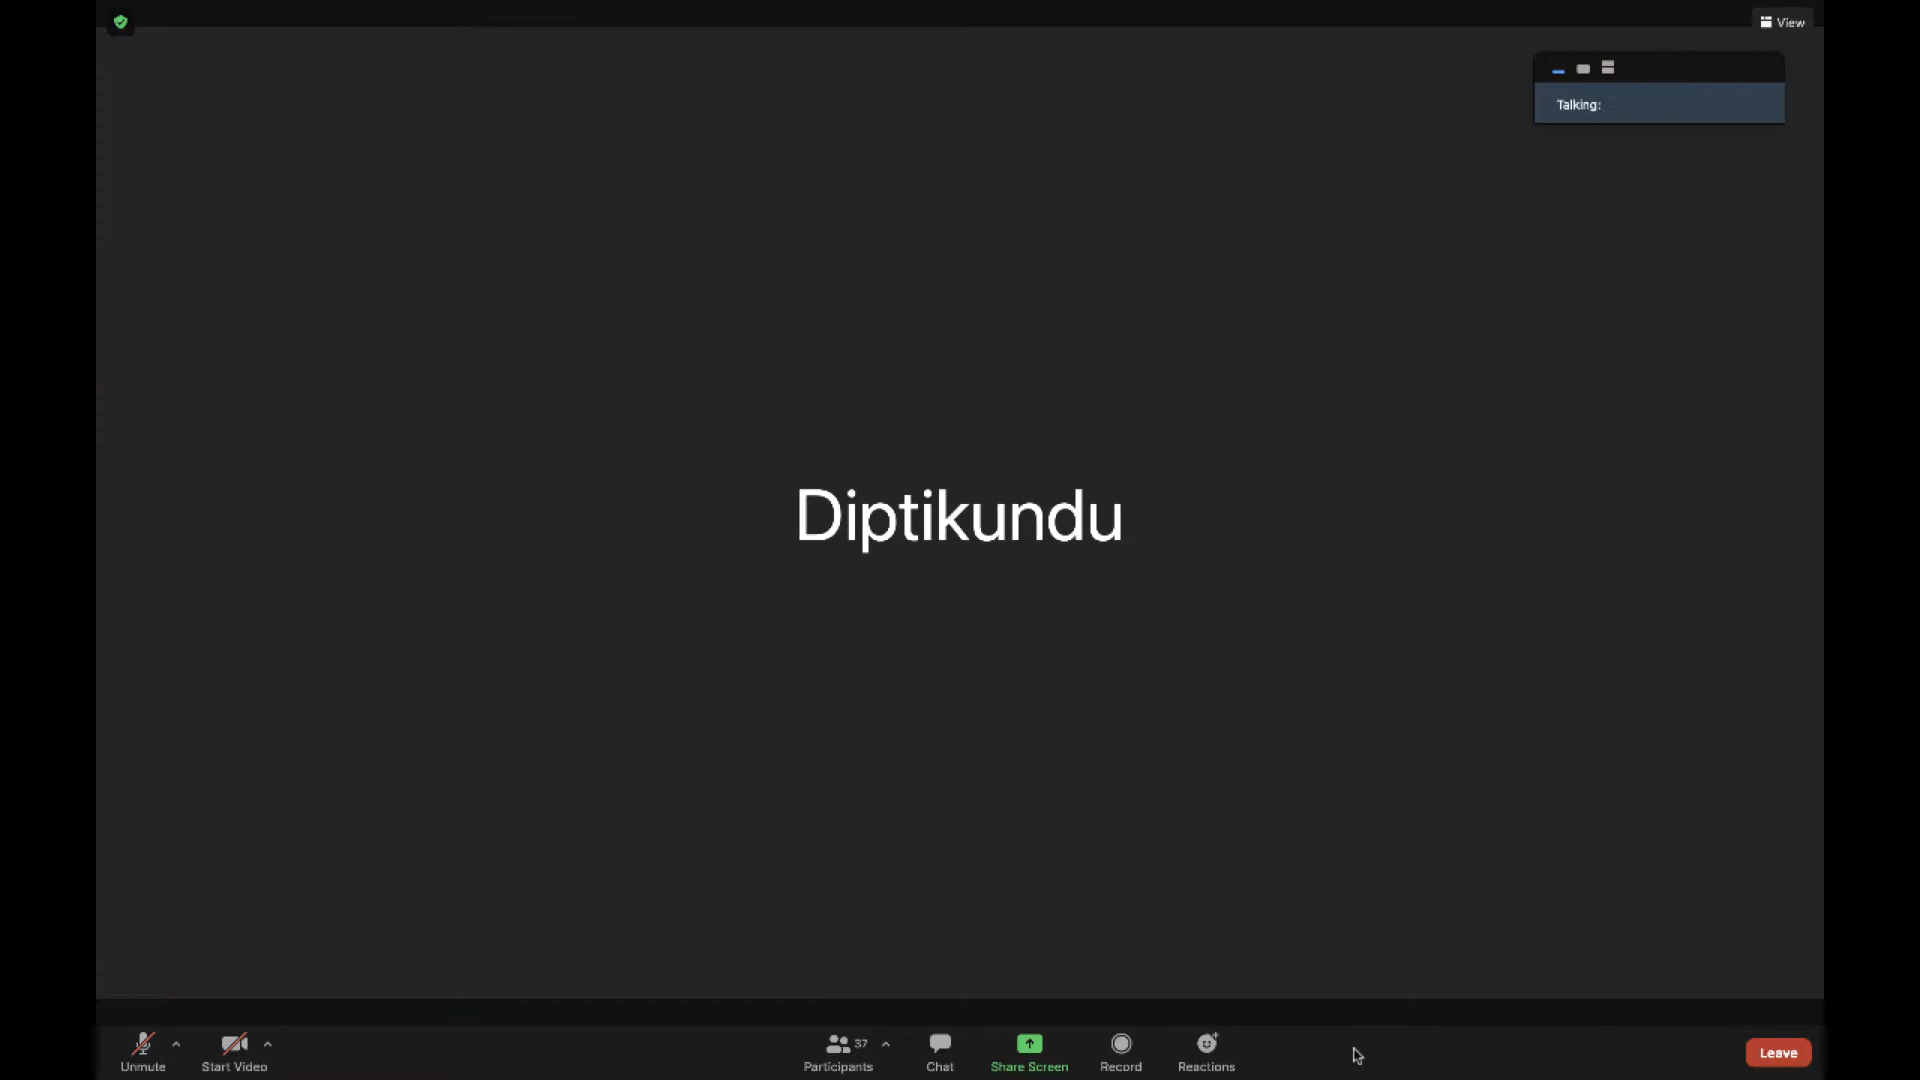 View
Talking:
Diptikundu
Unmute
Start Video
37
Participants
Chat
Share Screen
Record
Reactions
Leave